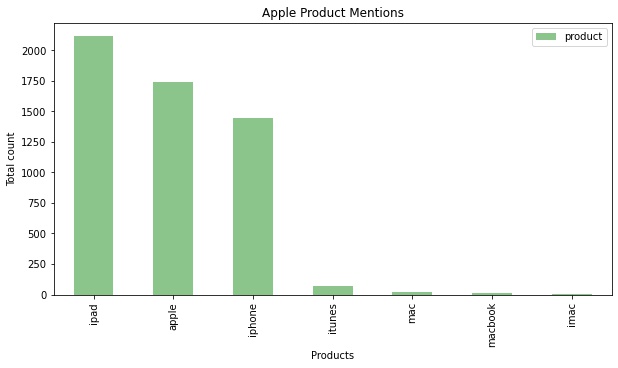 Apple Product Mentions
product
Total count
2000
1750
1500
1250
1000
750
500
250
0
ipad
apple
iphone
itunes
mac
macbook
imac
Products